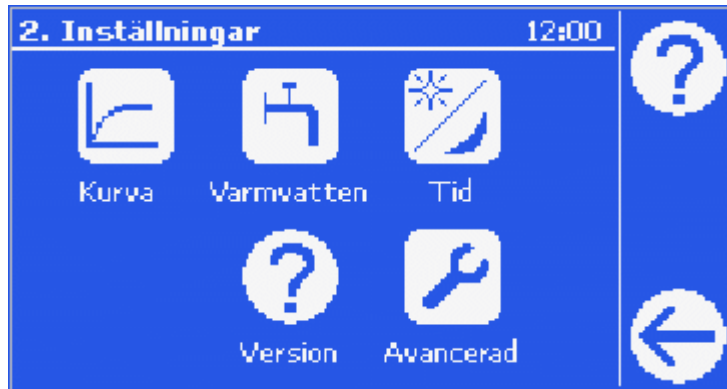 2. Inställningar 12:00
Kurva Varmvatten Tid
Version Avancerad